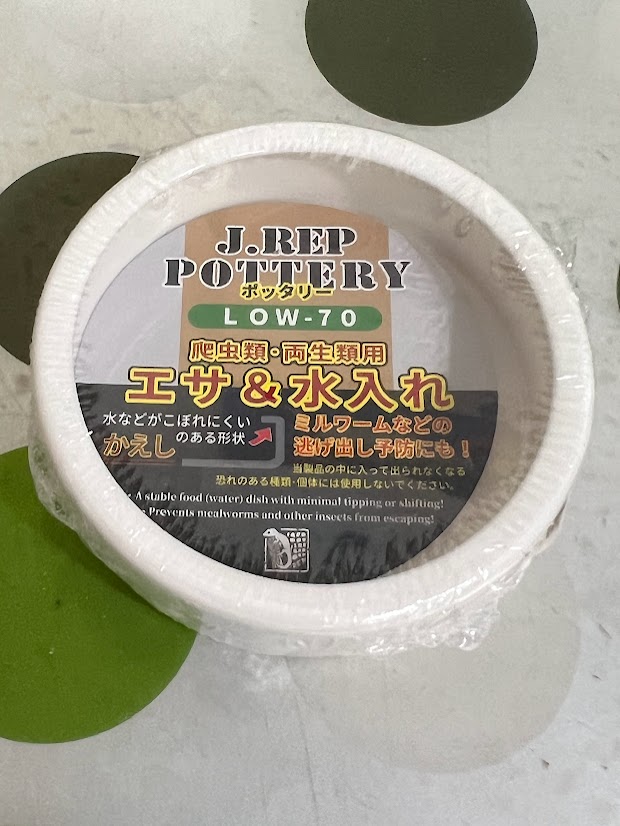 J.REP
POTTERY
ポッタリー
LOW-70
爬虫類・両生類用
エサ&水入れ
水などがこぼれにくい
かえしのある形状
ミルワームなどの
逃げ出し予防にも！
当製品の中に入って出られなくなる
恐れのある種類・個体には使用しないでください。
A stable food (water) dish with minimal tipping or shifting!
Prevents mealworms and other insects from escaping!